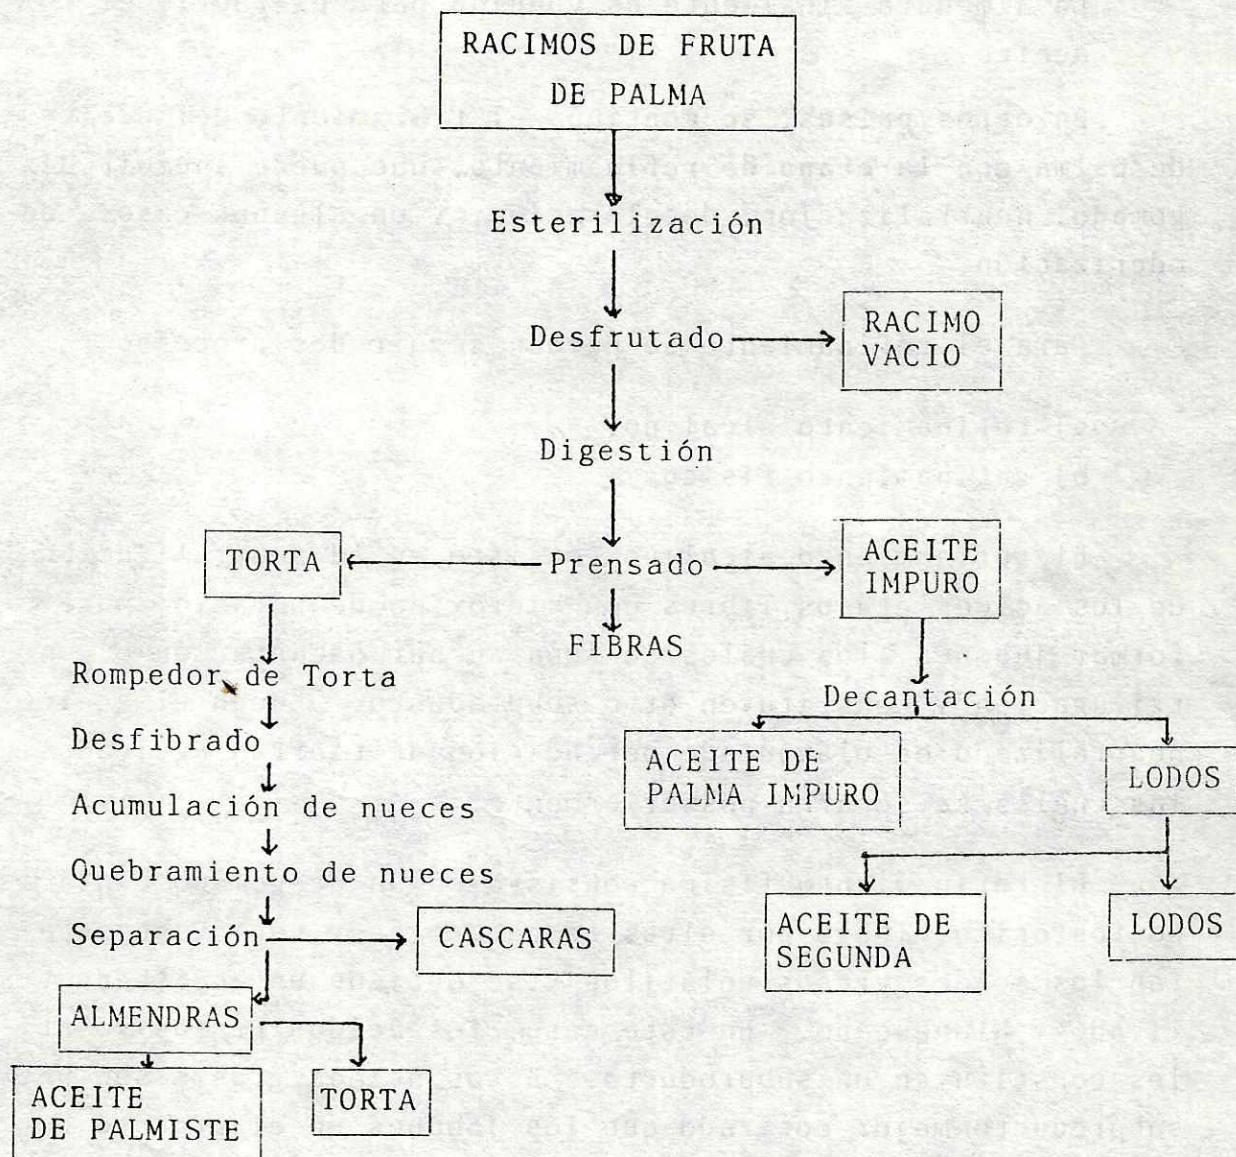 RACIMOS DE FRUTA
DE PALMA
Esterilización
Desfrutado
RACIMO
VACIO
Digestión
TORTA
Prensado
ACEITE
IMPURO
FIBRAS
Rompedor de Torta
Decantación
Desfibrado
ACEITE DE
PALMA IMPURO
LODOS
Acumulación de nueces
Quebramiento de nueces
Separación
CASCARAS
ACEITE DE
SEGUNDA
LODOS
ALMENDRAS
ACEITE
DE PALMISTE
TORTA